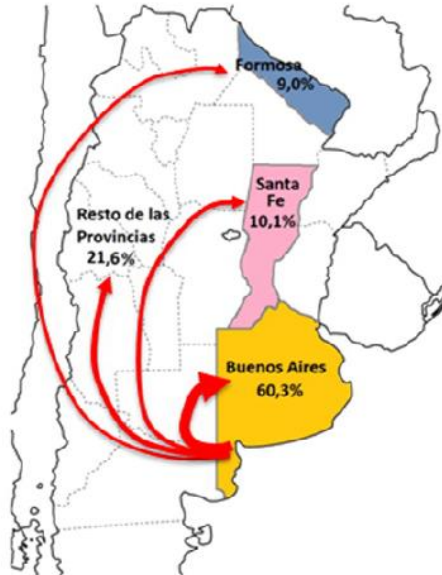 Formosa
9,0%
Santa
Fe
10,1%
Resto de las
Provincias
21,6%
Buenos Aires
60,3%